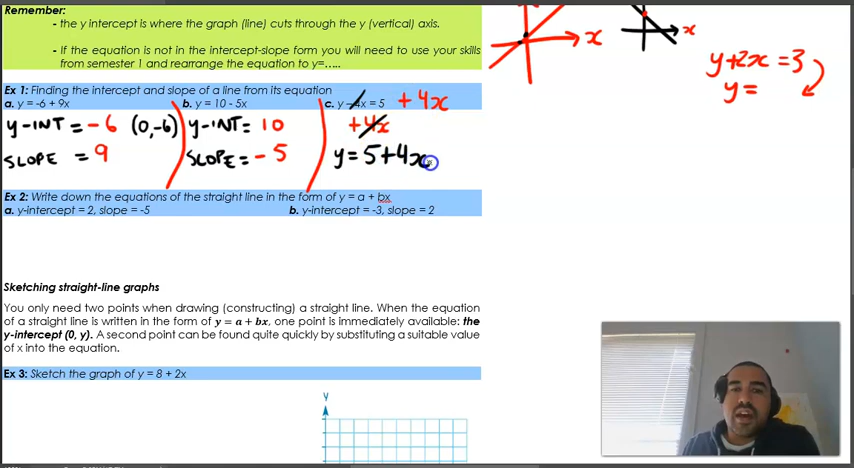 Remember:
- the y intercept is where the graph (line) cuts through the y (vertical) axis.
- If the equation is not in the intercept-slope form you will need to use your skills
from semester 1 and rearrange the equation to y=…..
Ex 1: Finding the intercept and slope of a line from its equation
a. y = -6 + 9x
b. y = 10 - 5x
c. y - 4x = 5 + 4x
+4x
y-INT = -6 (0,-6)
SLOPE = 9
y-INT = 10
SLOPE = -5
y = 5+4x
Ex 2: Write down the equations of the straight line in the form of y = a + bx
a. y-intercept = 2, slope = -5
b. y-intercept = -3, slope = 2
Sketching straight-line graphs
You only need two points when drawing (constructing) a straight line. When the equation
of a straight line is written in the form of y = a + bx, one point is immediately available: the
y-intercept (0, y). A second point can be found quite quickly by substituting a suitable value
of x into the equation.
Ex 3: Sketch the graph of y = 8 + 2x
y
x
x
y+2x = 3
y =